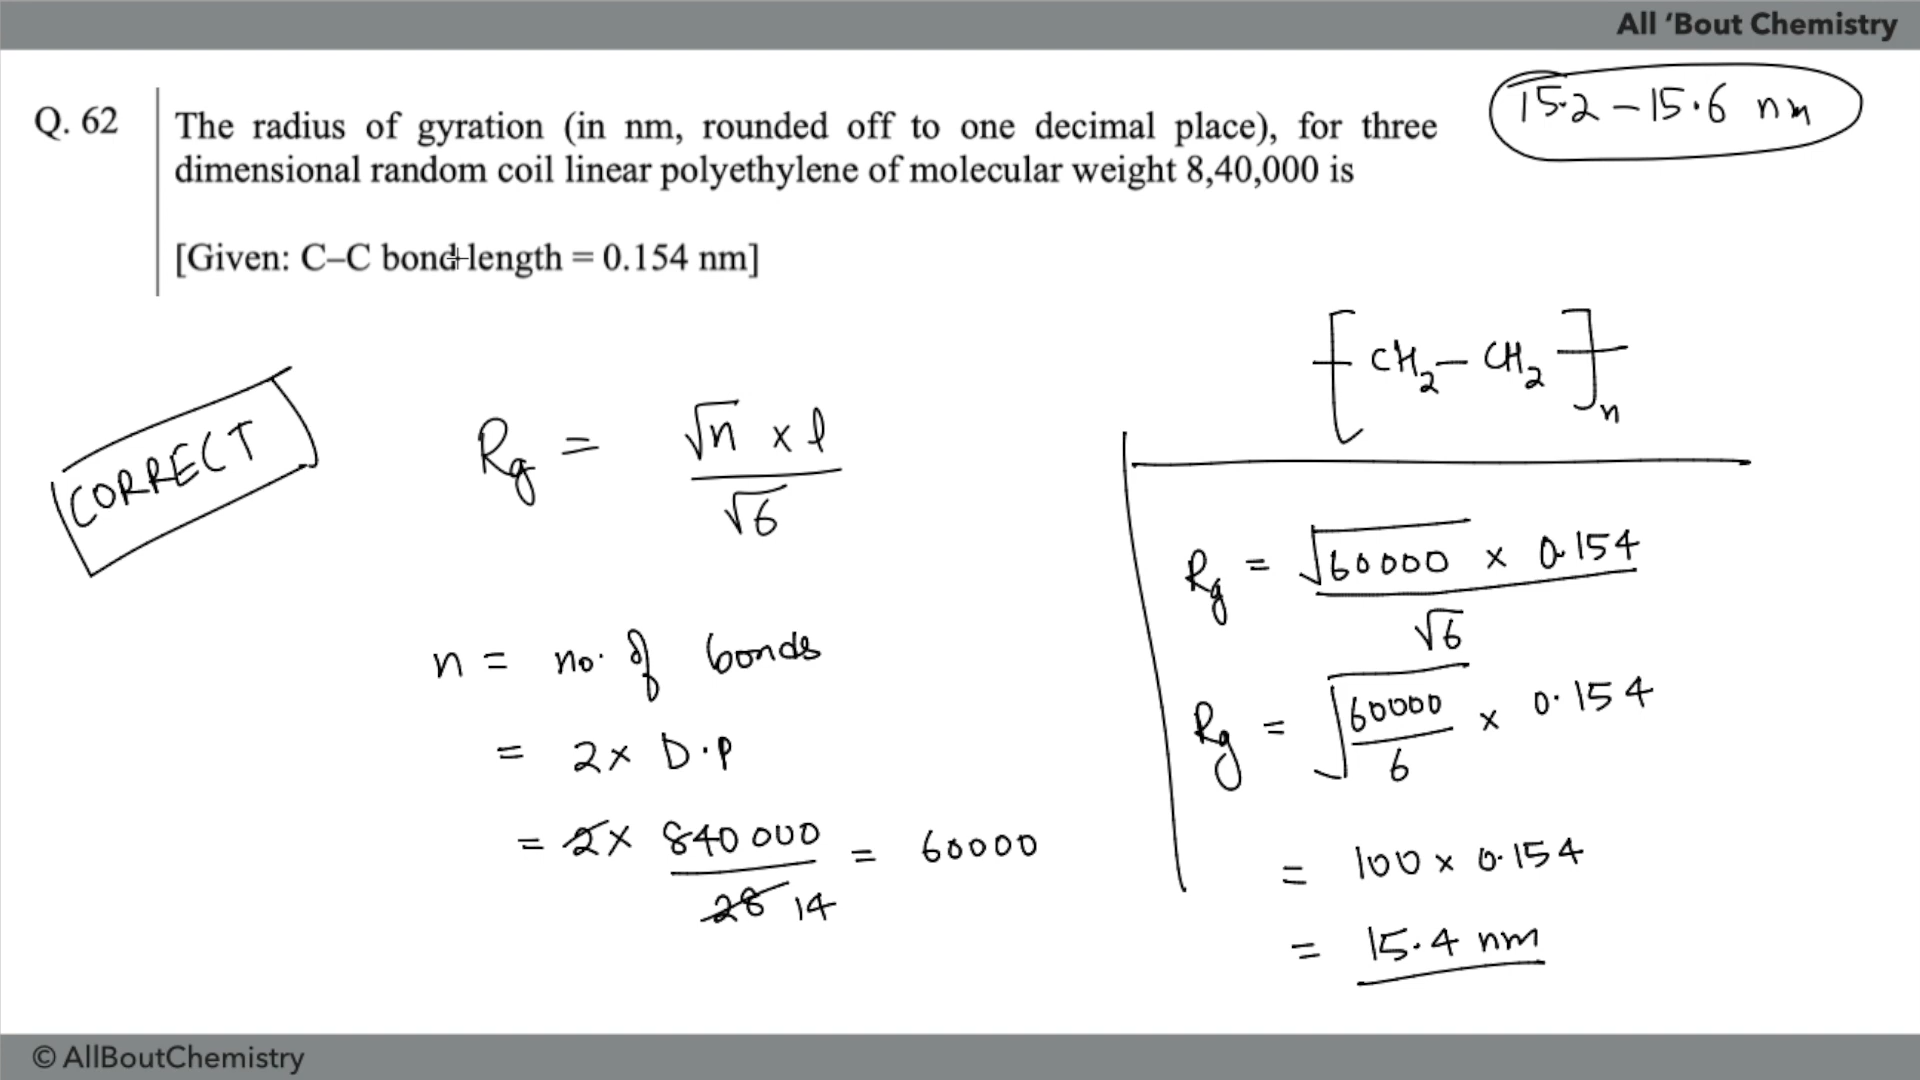 All 'Bout Chemistry
Q. 62
The radius of gyration (in nm, rounded off to one decimal place), for three
dimensional random coil linear polyethylene of molecular weight 8,40,000 is
[Given: C–C bond length = 0.154 nm]
15.2 – 15.6 nm
[CH₂ – CH₂]n
CORRECT
Rg = √n × l / √6
n = no. of bonds
= 2 × D.P
= 2 × 840 000 / 28 14 = 60000
Rg = √60000 × 0.154 / √6
Rg = √(60000 / 6) × 0.154
= 100 × 0.154
= 15.4 nm
© AllBoutChemistry